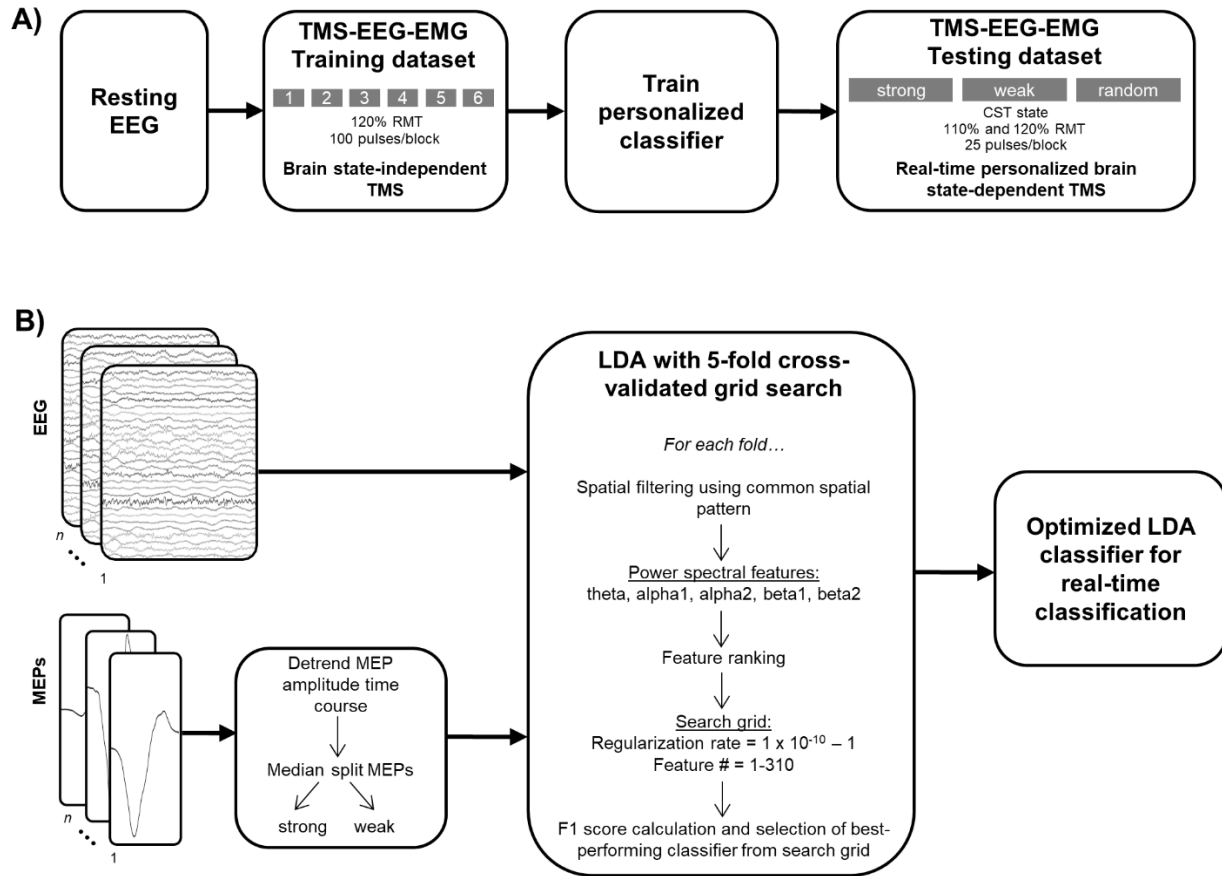 A)
Resting
EEG
TMS-EEG-EMG
Training dataset
1 2 3 4 5 6
120% RMT
100 pulses/block
Brain state-independent
TMS
Train
personalized
classifier
TMS-EEG-EMG
Testing dataset
strong weak random
CST state
110% and 120% RMT
25 pulses/block
Real-time personalized brain
state-dependent TMS
B)
EEG
n
1
MEPs
n
1
Detrend MEP
amplitude time
course
Median split MEPs
strong weak
LDA with 5-fold cross-
validated grid search
For each fold…
Spatial filtering using common spatial
pattern
Power spectral features:
theta, alpha1, alpha2, beta1, beta2
Feature ranking
Search grid:
Regularization rate = 1 x 10⁻¹⁰ – 1
Feature # = 1-310
F1 score calculation and selection of best-
performing classifier from search grid
Optimized LDA
classifier for
real-time
classification